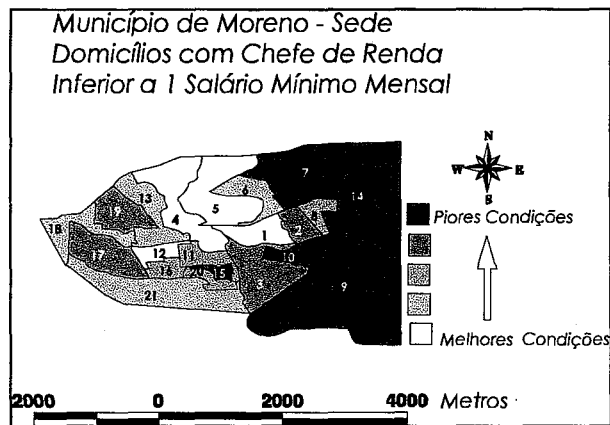 Município de Moreno - Sede
Domicílios com Chefe de Renda
Inferior a 1 Salário Mínimo Mensal
N
W E
S
7
6
14
13
19
5
4
18
1
2
8
17
12
11
10
16
20
15
3
9
21
Piores Condições
Melhores Condições
2000 0 2000 4000 Metros